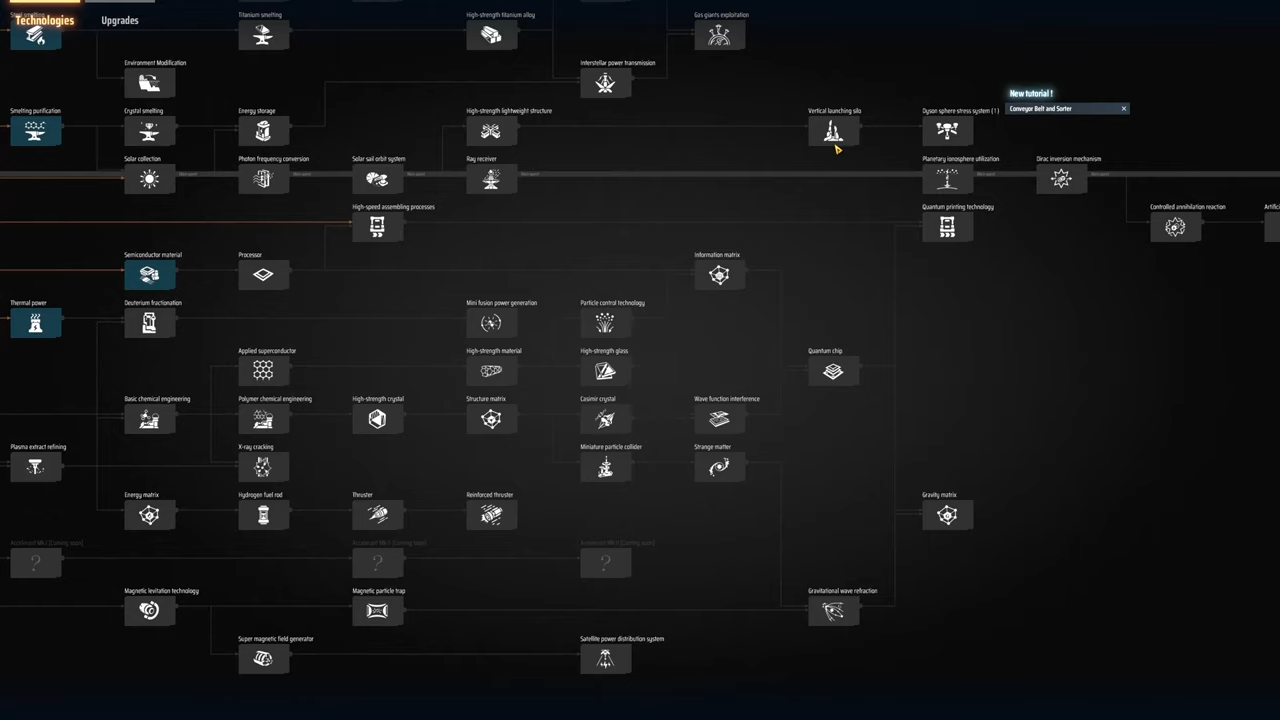 Technologies
Upgrades
Steel smelting
Titanium smelting
High-strength titanium alloy
Gas giants exploitation
Environment Modification
Interstellar power transmission
New tutorial !
Conveyor Belt and Sorter
Smelting purification
Crystal smelting
Energy storage
High-strength lightweight structure
Vertical launching silo
Dyson sphere stress system (1)
Solar collection
Photon frequency conversion
Solar sail orbit system
Ray receiver
Planetary ionosphere utilization
Dirac inversion mechanism
High-speed assembling processes
Quantum printing technology
Controlled annihilation reaction
Artific
Semiconductor material
Processor
Information matrix
Thermal power
Deuterium fractionation
Mini fusion power generation
Particle control technology
Applied superconductor
High-strength material
High-strength glass
Quantum chip
Basic chemical engineering
Polymer chemical engineering
High-strength crystal
Structure matrix
Casimir crystal
Wave function interference
Plasma extract refining
X-ray cracking
Miniature particle collider
Strange matter
Energy matrix
Hydrogen fuel rod
Thruster
Reinforced thruster
Gravity matrix
Magnetic levitation technology
Magnetic particle trap
Gravitational wave refraction
Super magnetic field generator
Satellite power distribution system